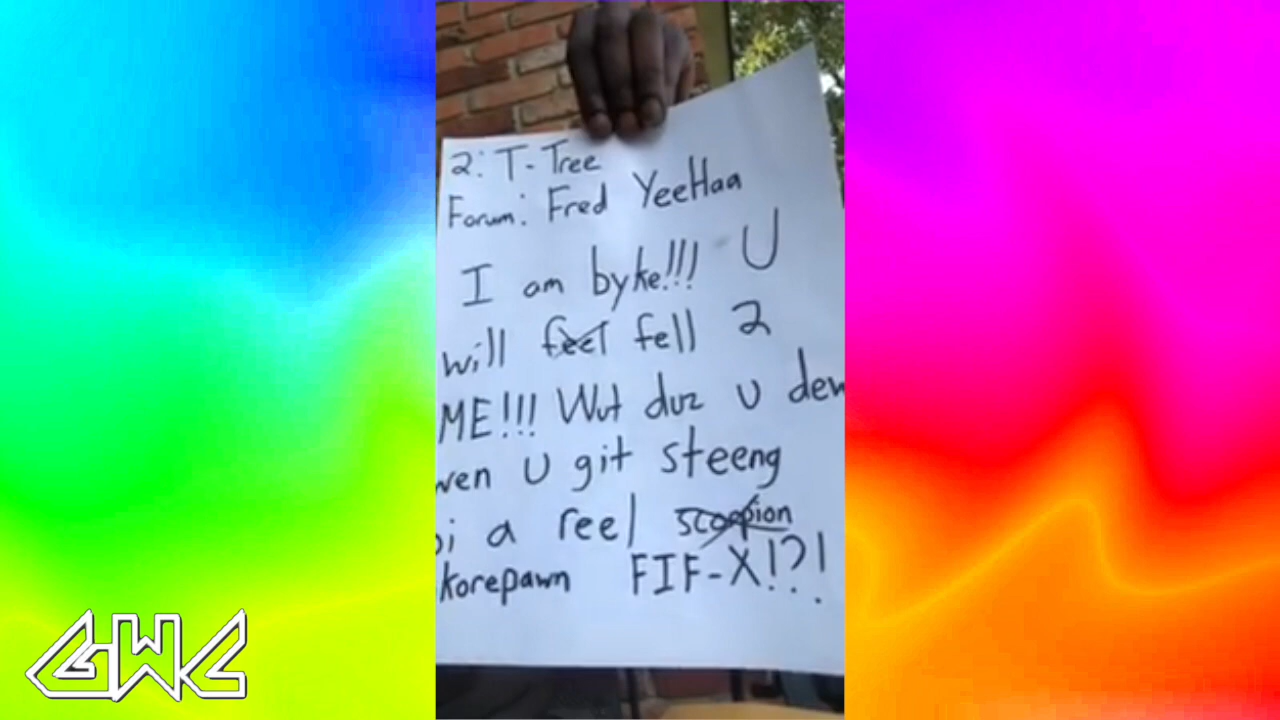 2: T-Tree
Forum: Fred YeeHaa
I am byke!!! U
will feel fell 2
ME!!! Wut duz u dew
wen U git steeng
bi a reel scorpion
korepawn FIF-X!?!
GWC